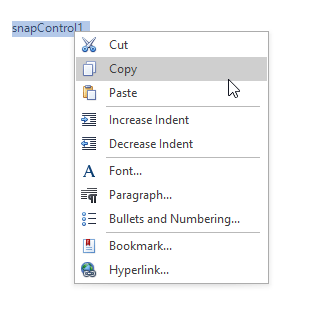 snapControl1
Cut
Copy
Paste
Increase Indent
Decrease Indent
Font...
Paragraph...
Bullets and Numbering...
Bookmark...
Hyperlink...